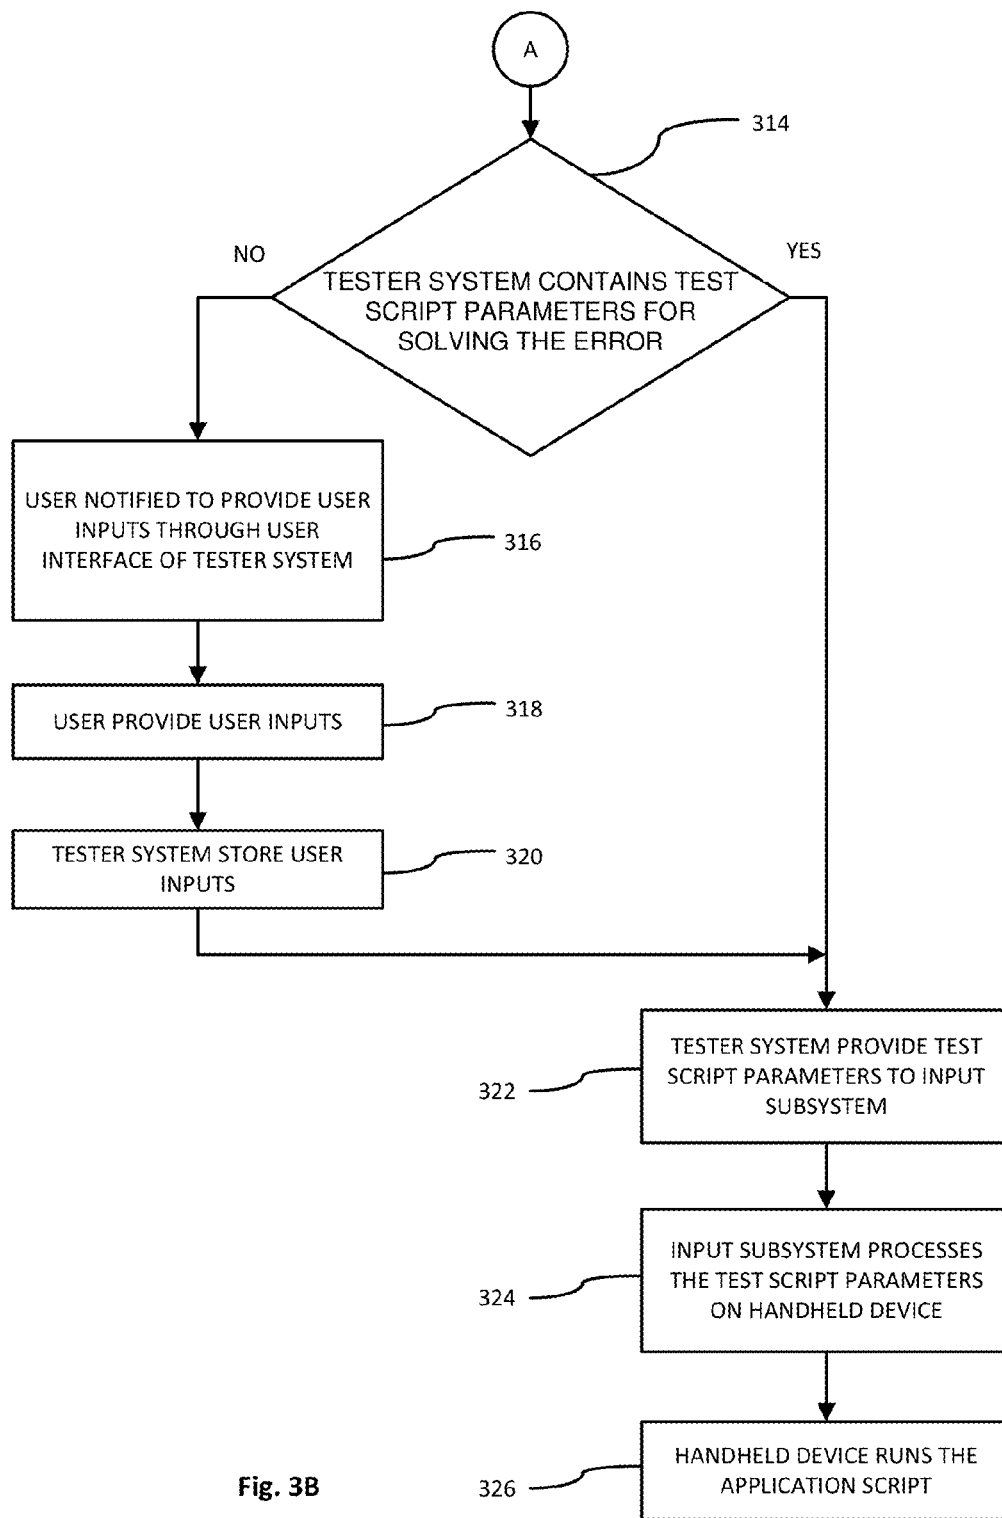 A
314
NO
YES
TESTER SYSTEM CONTAINS TEST
SCRIPT PARAMETERS FOR
SOLVING THE ERROR
USER NOTIFIED TO PROVIDE USER
INPUTS THROUGH USER
INTERFACE OF TESTER SYSTEM
316
USER PROVIDE USER INPUTS
318
TESTER SYSTEM STORE USER
INPUTS
320
TESTER SYSTEM PROVIDE TEST
SCRIPT PARAMETERS TO INPUT
SUBSYSTEM
322
INPUT SUBSYSTEM PROCESSES
THE TEST SCRIPT PARAMETERS
ON HANDHELD DEVICE
324
HANDHELD DEVICE RUNS THE
APPLICATION SCRIPT
326
Fig. 3B